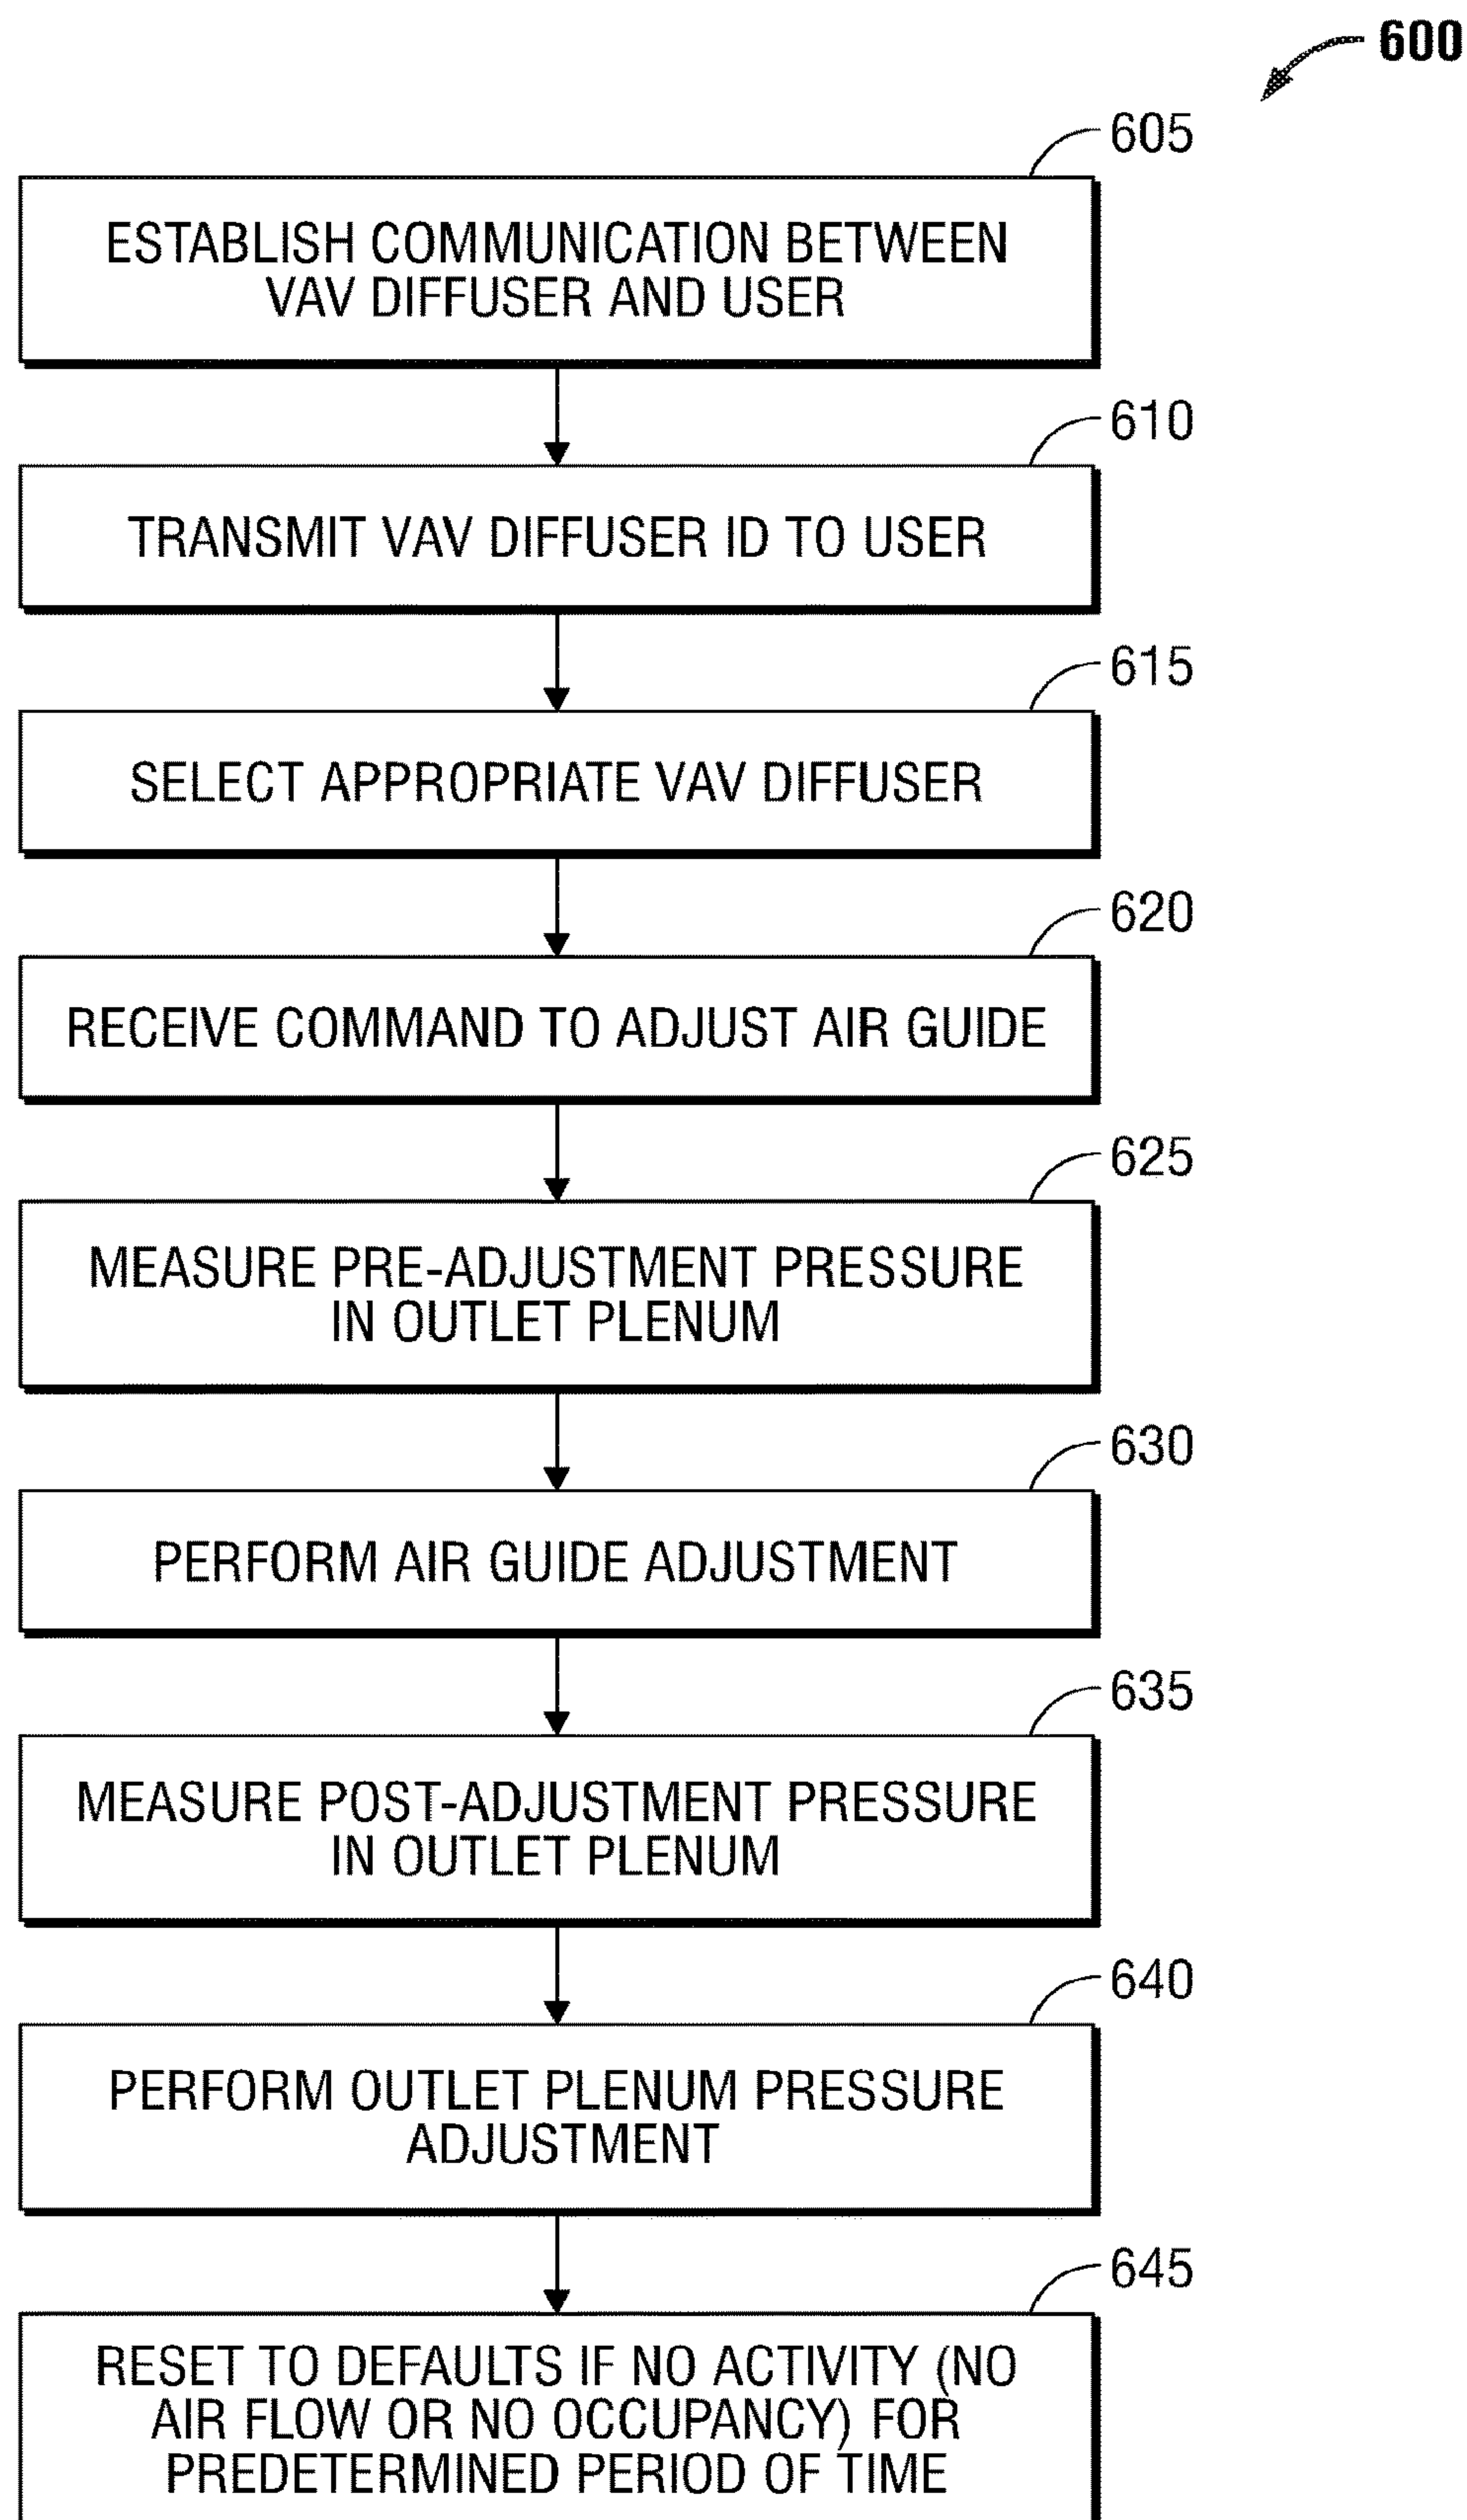 600
605
ESTABLISH COMMUNICATION BETWEEN
VAV DIFFUSER AND USER
610
TRANSMIT VAV DIFFUSER ID TO USER
615
SELECT APPROPRIATE VAV DIFFUSER
620
RECEIVE COMMAND TO ADJUST AIR GUIDE
625
MEASURE PRE-ADJUSTMENT PRESSURE
IN OUTLET PLENUM
630
PERFORM AIR GUIDE ADJUSTMENT
635
MEASURE POST-ADJUSTMENT PRESSURE
IN OUTLET PLENUM
640
PERFORM OUTLET PLENUM PRESSURE
ADJUSTMENT
645
RESET TO DEFAULTS IF NO ACTIVITY (NO
AIR FLOW OR NO OCCUPANCY) FOR
PREDETERMINED PERIOD OF TIME